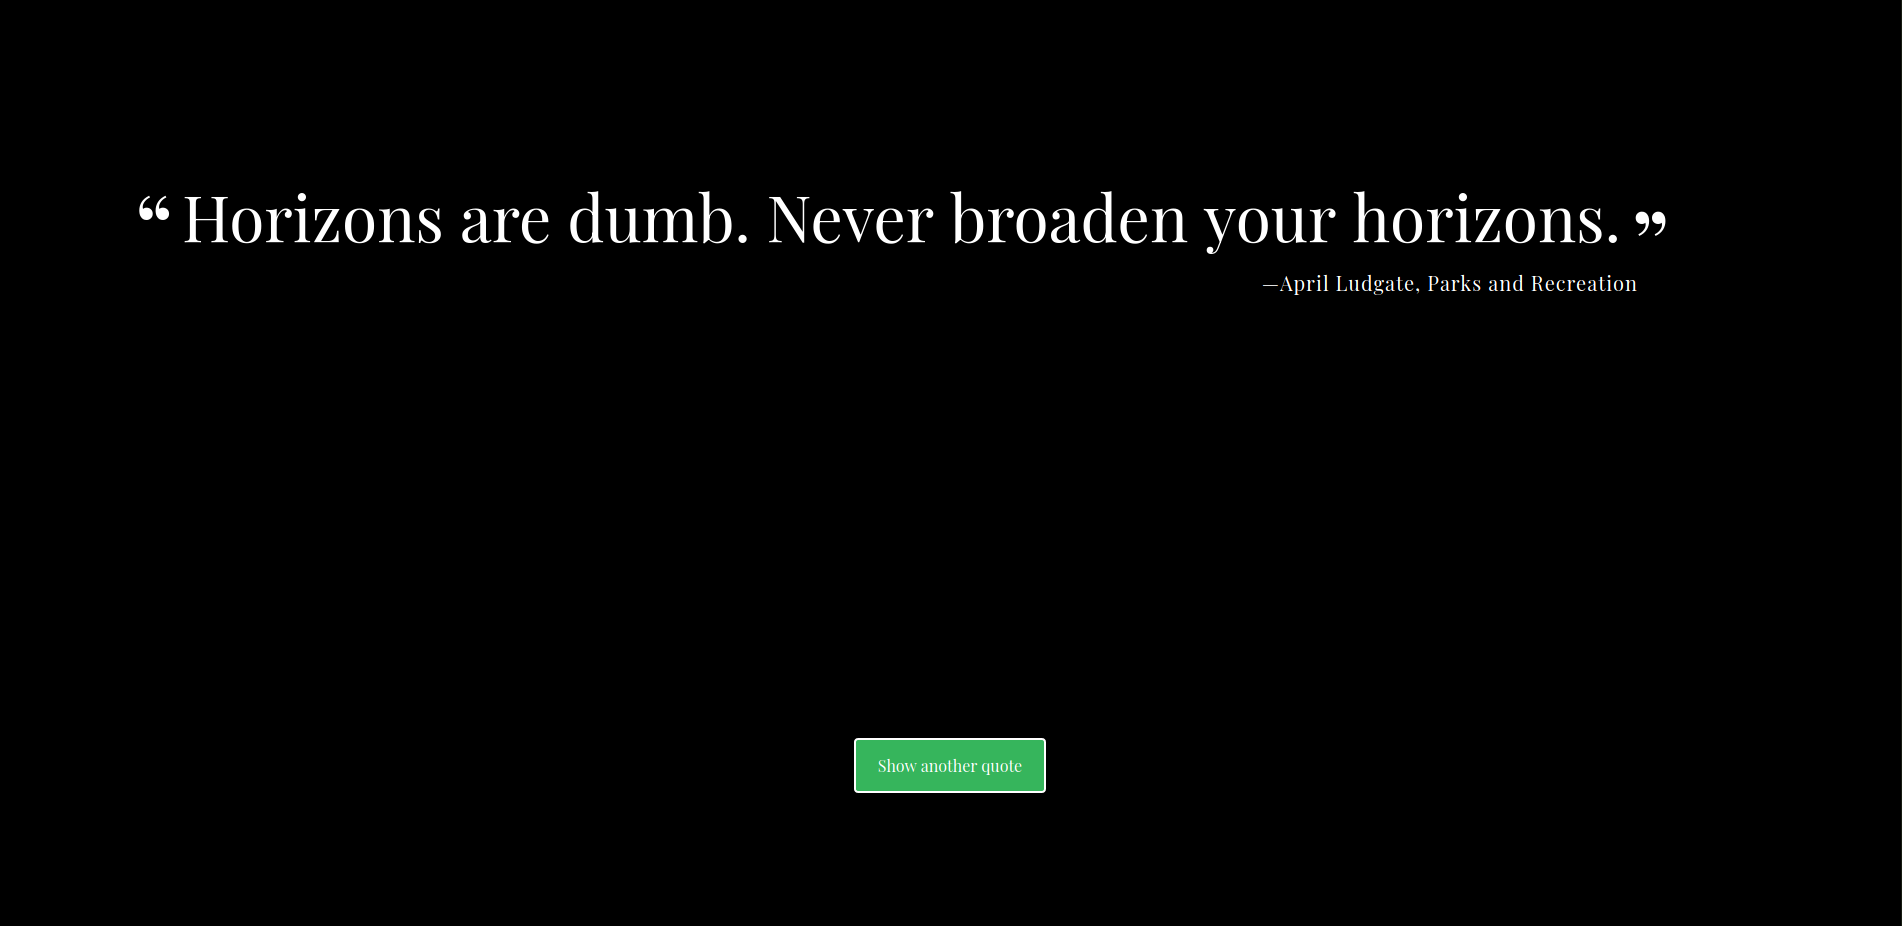 “ Horizons are dumb. Never broaden your horizons. ”
—April Ludgate, Parks and Recreation
Show another quote